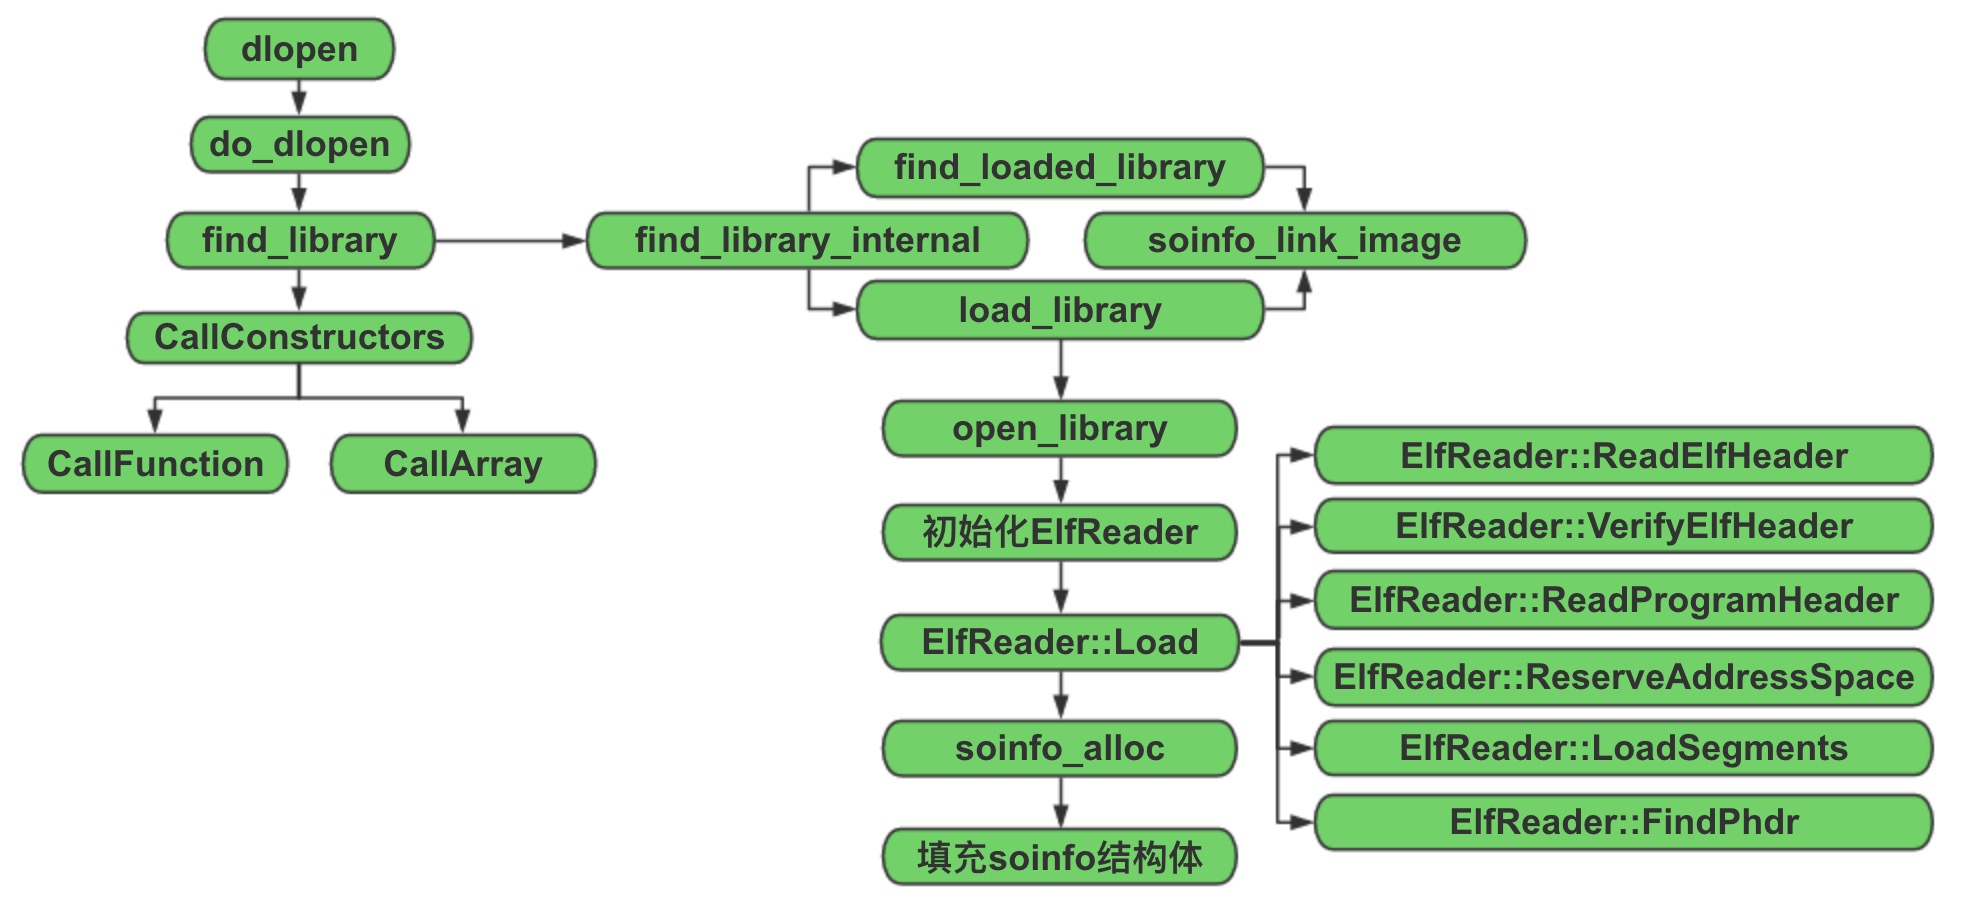 dlopen
do_dlopen
find_library
CallConstructors
CallFunction
CallArray
find_library_internal
find_loaded_library
soinfo_link_image
load_library
open_library
初始化ElfReader
ElfReader::Load
soinfo_alloc
填充soinfo结构体
ElfReader::ReadElfHeader
ElfReader::VerifyElfHeader
ElfReader::ReadProgramHeader
ElfReader::ReserveAddressSpace
ElfReader::LoadSegments
ElfReader::FindPhdr